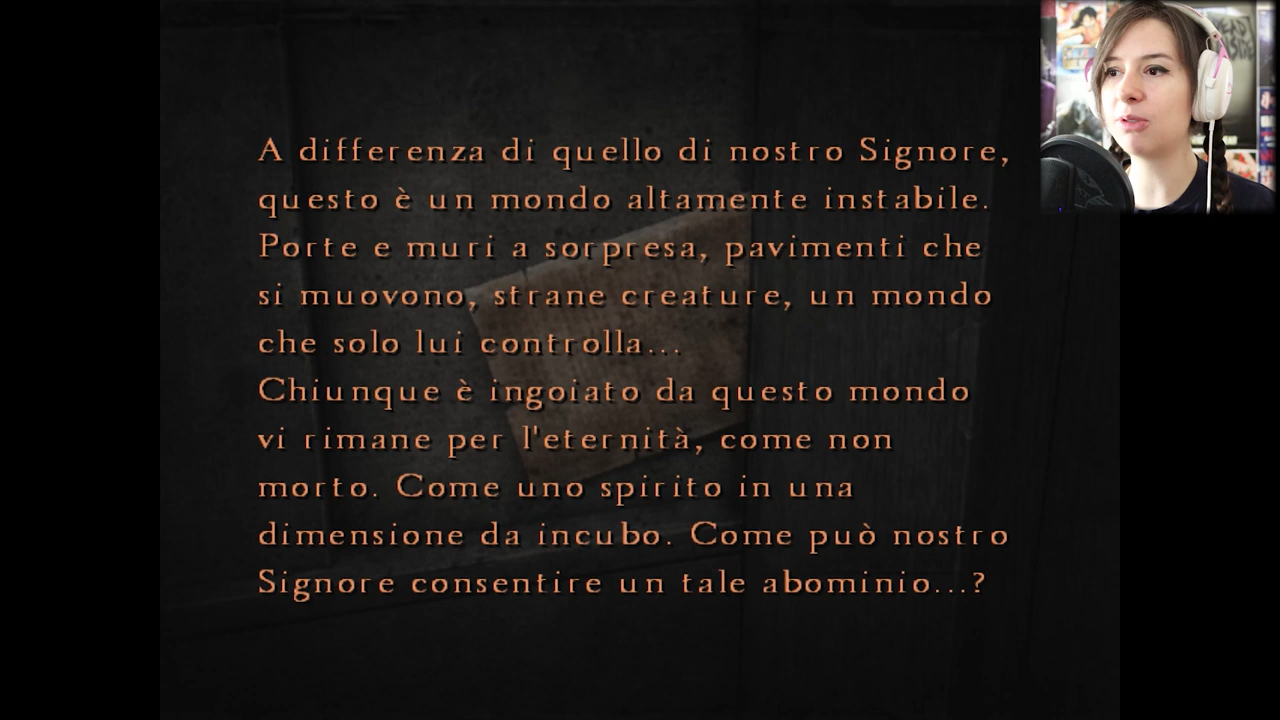 A differenza di quello di nostro Signore,
questo è un mondo altamente instabile.
Porte e muri a sorpresa, pavimenti che
si muovono, strane creature, un mondo
che solo lui controlla...
Chiunque è ingoiato da questo mondo
vi rimane per l'eternità, come non
morto. Come uno spirito in una
dimensione da incubo. Come può nostro
Signore consentire un tale abominio...?